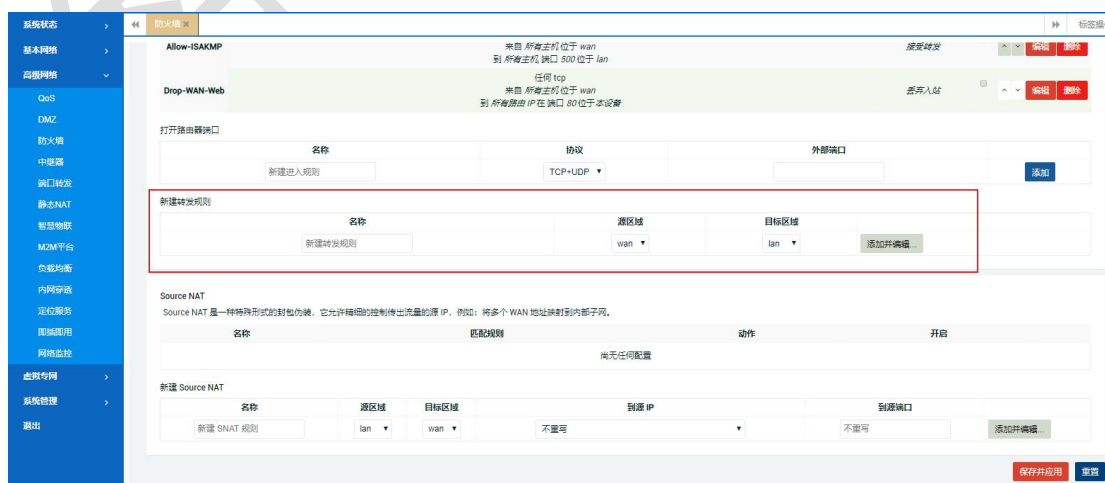 系统状态
防火墙
标签操
基本网络
高级网络
QoS
DMZ
防火墙
中继器
端口转发
静态NAT
智慧物联
M2M平台
负载均衡
内网穿透
定位服务
即插即用
网络监控
虚拟专网
系统管理
退出
Allow-ISAKMP
来自 所有主机 位于 wan
到 所有主机, 端口 500 位于 lan
接受转发
编辑
删除
任何 tcp
Drop-WAN-Web
来自 所有主机 位于 wan
到 所有路由 IP 在 端口 80 位于 本设备
丢弃入站
编辑
删除
打开路由器端口
名称 协议 外部端口
新建进入规则 TCP+UDP 添加
新建转发规则
名称 源区域 目标区域
新建转发规则 wan lan 添加并编辑...
Source NAT
Source NAT 是一种特殊形式的封包伪装，它允许精细的控制传出流量的源 IP，例如：将多个 WAN 地址映射到内部子网。
名称 匹配规则 动作 开启
尚无任何配置
新建 Source NAT
名称 源区域 目标区域 到源 IP 到源端口
新建 SNAT 规则 lan wan 不重写 不重写 添加并编辑...
保存并应用 重置